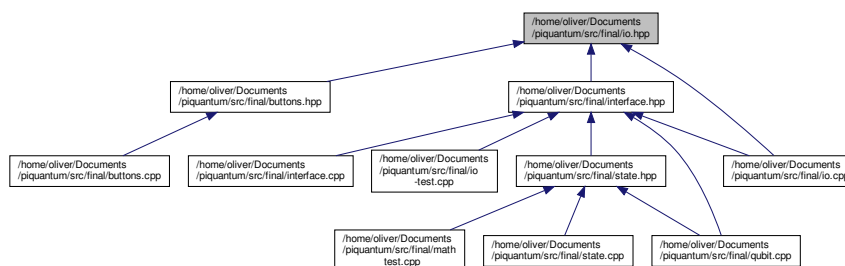 /home/oliver/Documents
/piquantum/src/final/io.hpp
/home/oliver/Documents
/piquantum/src/final/buttons.hpp
/home/oliver/Documents
/piquantum/src/final/interface.hpp
/home/oliver/Documents
/piquantum/src/final/buttons.cpp
/home/oliver/Documents
/piquantum/src/final/interface.cpp
/home/oliver/Documents
/piquantum/src/final/io
-test.cpp
/home/oliver/Documents
/piquantum/src/final/state.hpp
/home/oliver/Documents
/piquantum/src/final/io.cpp
/home/oliver/Documents
/piquantum/src/final/math
test.cpp
/home/oliver/Documents
/piquantum/src/final/state.cpp
/home/oliver/Documents
/piquantum/src/final/qubit.cpp